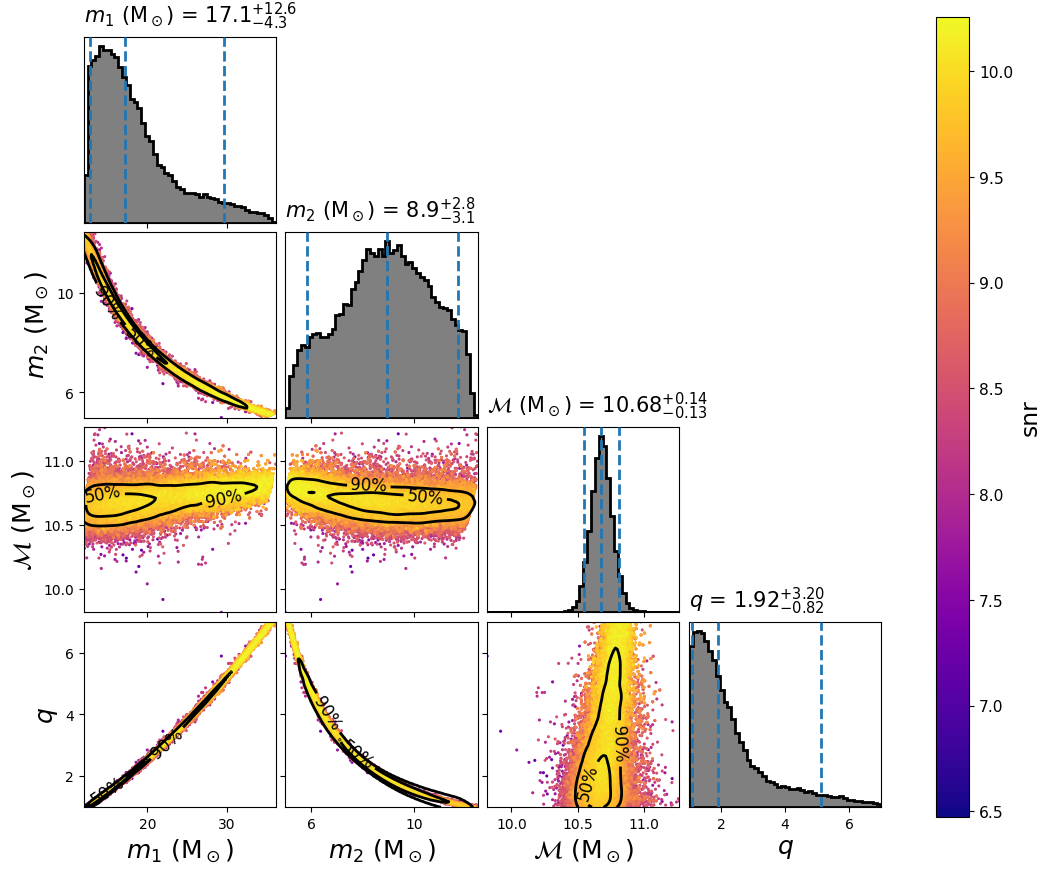 m₁ (M⊙) = 17.1+12.6−4.3
10.0
m₂ (M⊙) = 8.9+2.8−3.1
9.5
m₂ (M⊙)
10
6
90%
50%
9.0
ℳ (M⊙) = 10.68+0.14−0.13
8.5
snr
ℳ (M⊙)
11.0
10.5
10.0
50%
90%
90%
50%
8.0
q = 1.92+3.20−0.82
7.5
q
6
4
2
50%
90%
90%
50%
50%
90%
7.0
6.5
20 30
6 10
10.0 10.5 11.0
2 4 6
m₁ (M⊙)
m₂ (M⊙)
ℳ (M⊙)
q